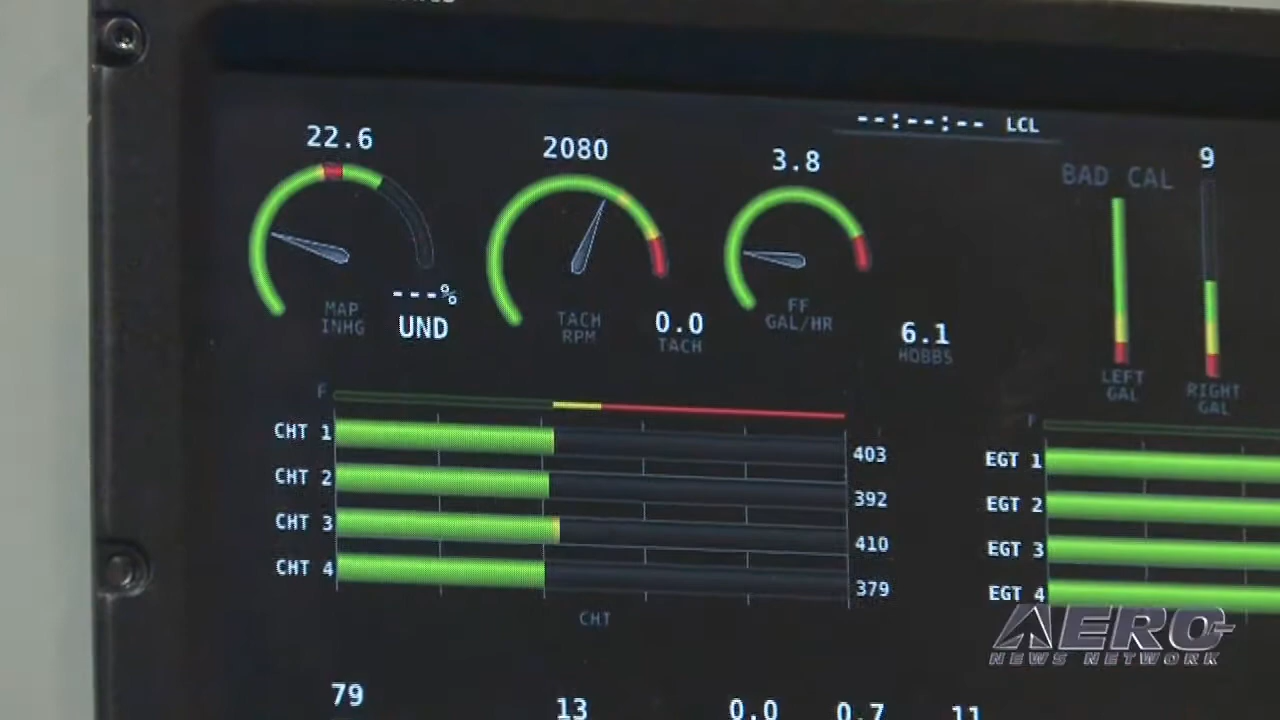 --:--:-- LCL
22.6
2080
3.8
9
BAD CAL
MAP
INHG
---%
UND
TACH
RPM
0.0
TACH
FF
GAL/HR
6.1
HOBBS
LEFT
GAL
RIGHT
GAL
F
CHT 1
403
CHT 2
392
CHT 3
410
CHT 4
379
CHT
F
EGT 1
EGT 2
EGT 3
EGT 4
AERO
NEWS NETWORK
79
13
0.0
0.7
11